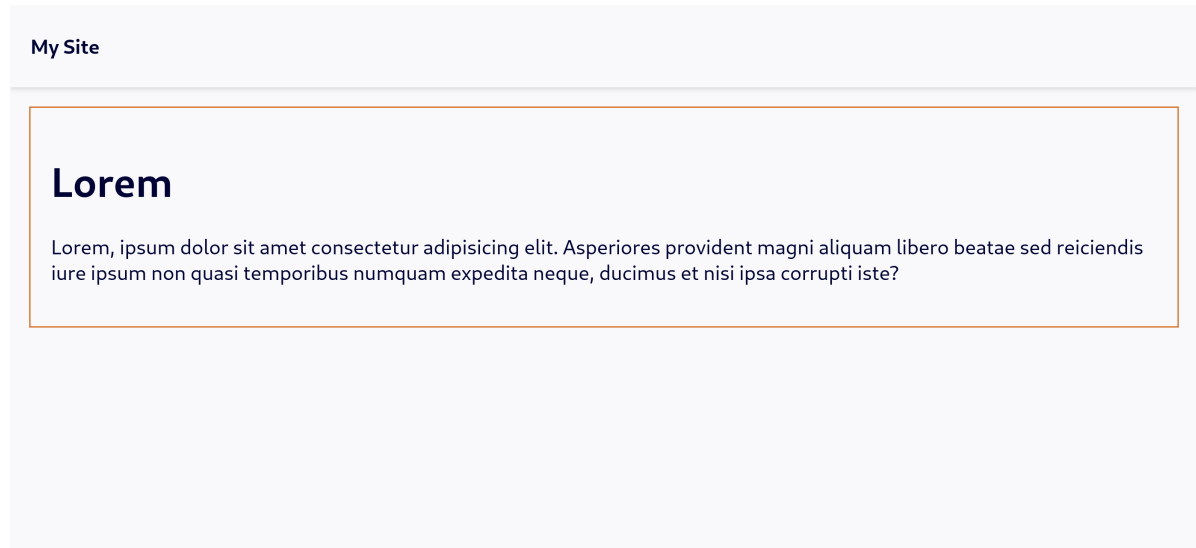 My Site
Lorem
Lorem, ipsum dolor sit amet consectetur adipisicing elit. Asperiores provident magni aliquam libero beatae sed reiciendis
iure ipsum non quasi temporibus numquam expedita neque, ducimus et nisi ipsa corrupti iste?